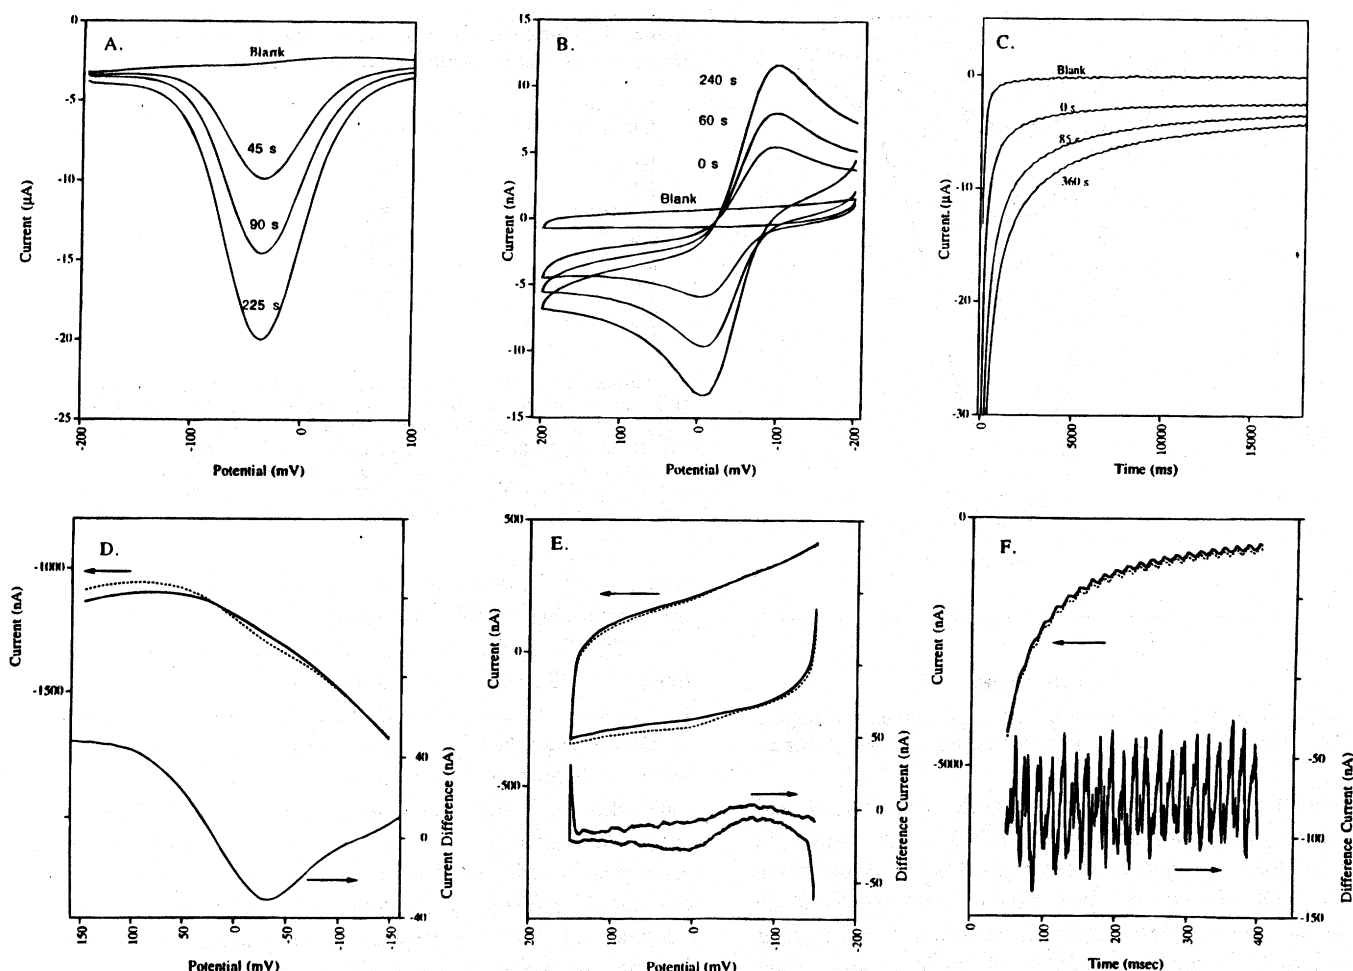 A.
0
-5
-10
-15
-20
-25
Current (µA)
Blank
45 s
90 s
225 s
-200
-100
0
100
Potential (mV)
B.
15
10
5
0
-5
-10
-15
Current (nA)
240 s
60 s
0 s
Blank
200
100
0
-100
-200
Potential (mV)
C.
0
-10
-20
-30
Current. (µA)
Blank
0 s
85 s
360 s
0
5000
10000
15000
Time (ms)
D.
-1000
-1500
Current (nA)
40
0
-40
Current Difference (nA)
150
100
50
0
-50
-100
-150
Potential (mV)
E.
500
0
-500
Current (nA)
50
0
-50
Difference Current (nA)
200
100
0
-100
-200
Potential (mV)
F.
0
-5000
Current (nA)
-50
-100
-150
Difference Current (nA)
0
100
200
300
400
Time (msec)